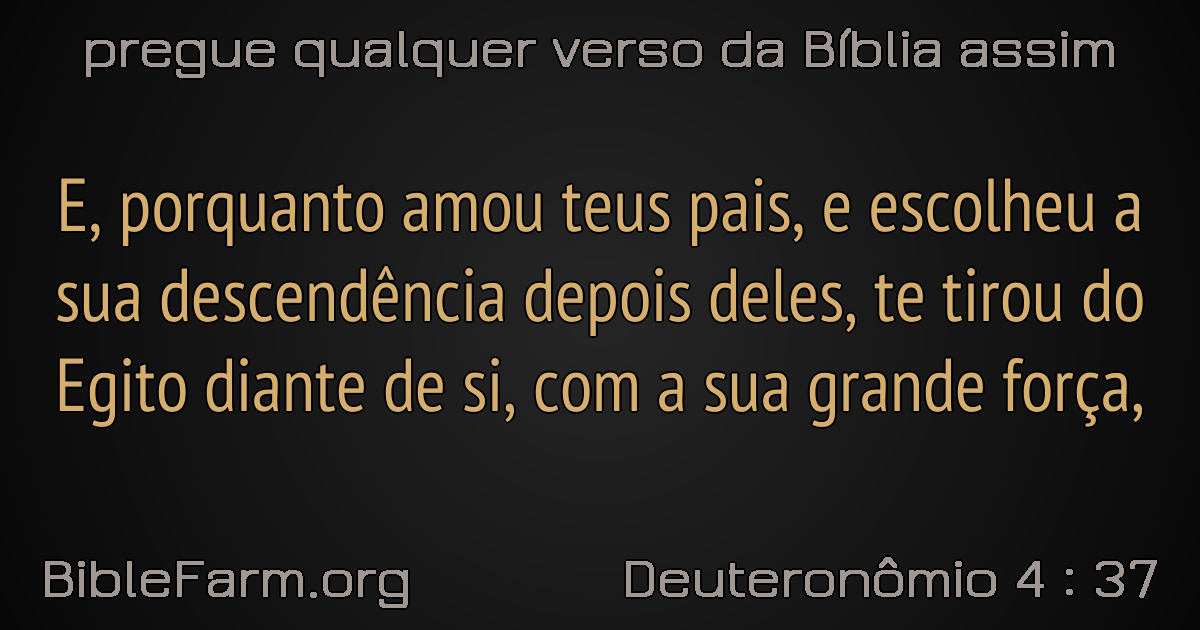 pregue qualquer verso da Bíblia assim
E, porquanto amou teus pais, e escolheu a
sua descendência depois deles, te tirou do
Egito diante de si, com a sua grande força,
BibleFarm.org
Deuteronômio 4 : 37